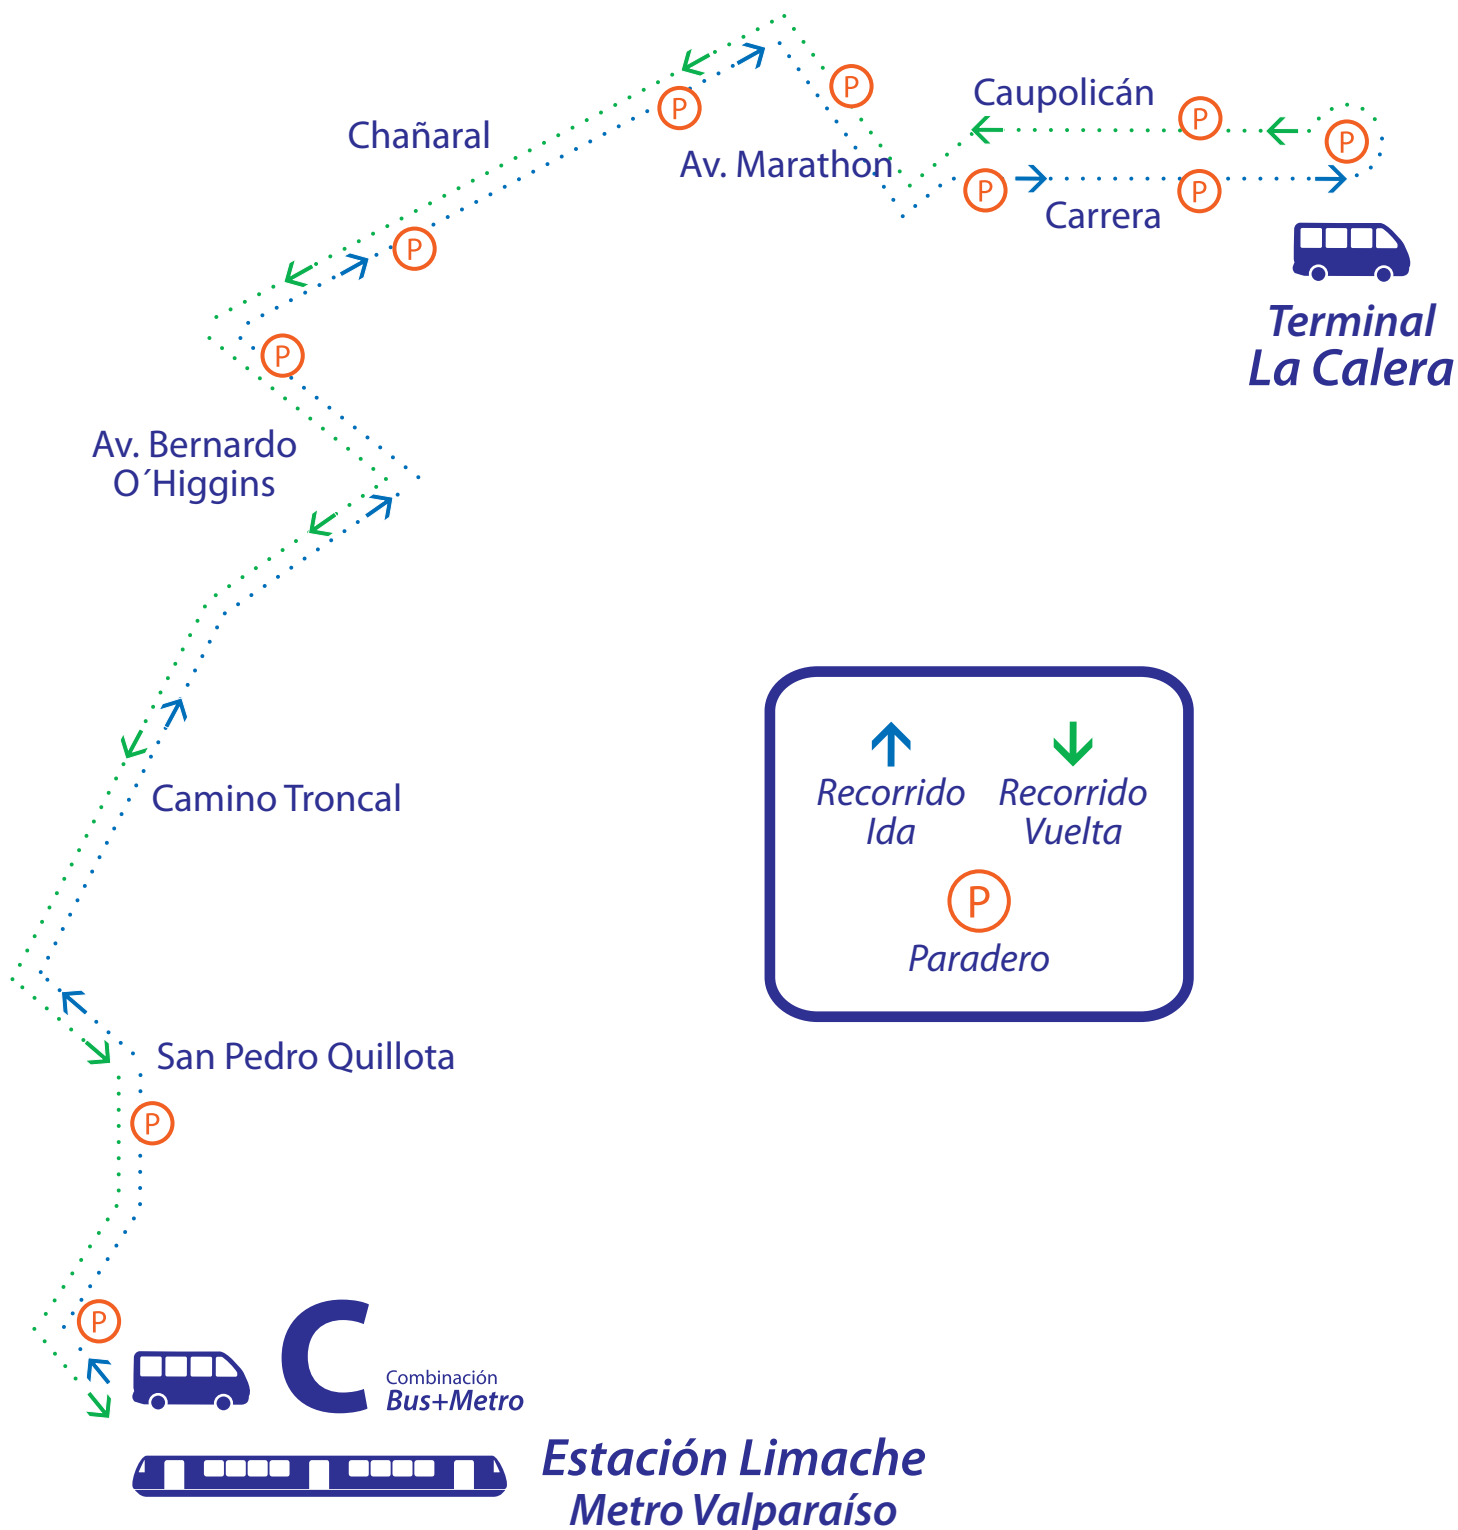 P
Caupolicán
P
P
P
Chañaral
P
Av. Marathon
P
P
Carrera
P
Terminal
La Calera
P
Av. Bernardo
O´Higgins
Recorrido
Ida
Recorrido
Vuelta
Camino Troncal
P
Paradero
San Pedro Quillota
P
P
C
Combinación
Bus+Metro
Estación Limache
Metro Valparaíso